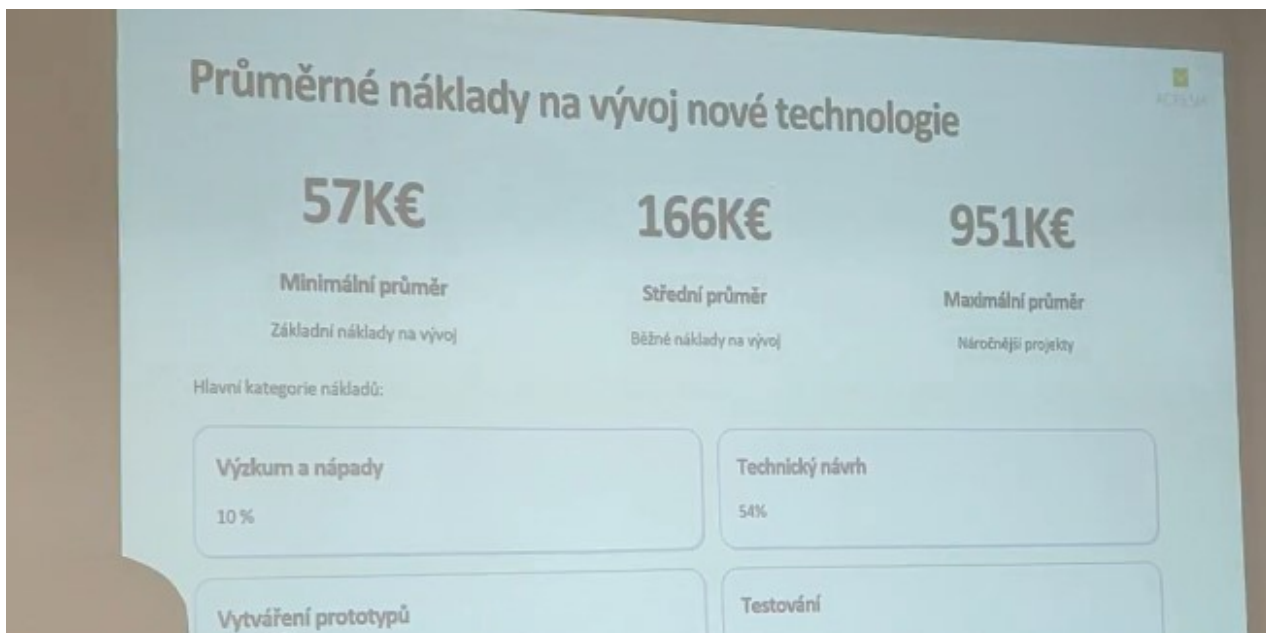 Průměrné náklady na vývoj nové technologie
57K€
166K€
951K€
Minimální průměr
Střední průměr
Maximální průměr
Základní náklady na vývoj
Běžné náklady na vývoj
Náročnější projekty
Hlavní kategorie nákladů:
Výzkum a nápady
10 %
Technický návrh
54%
Vytváření prototypů
Testování